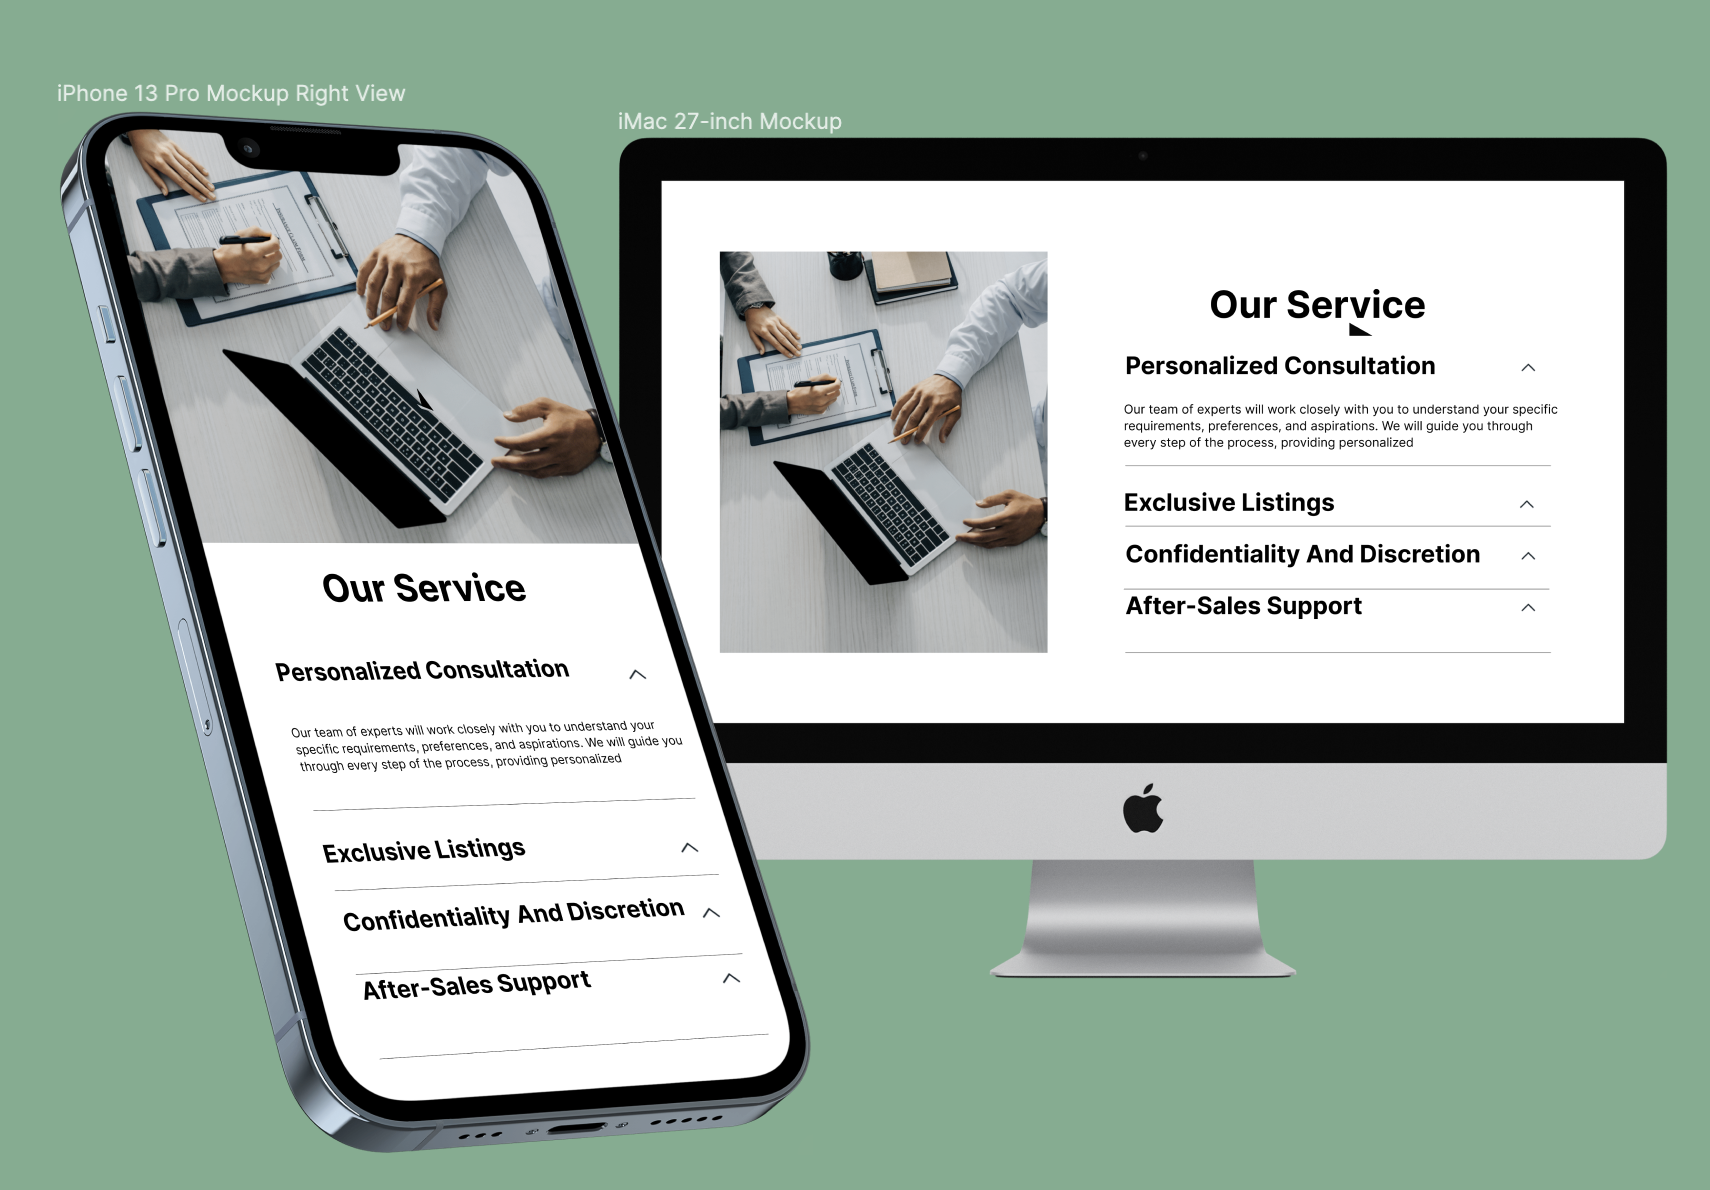 iPhone 13 Pro Mockup Right View
Our Service
Personalized Consultation
Our team of experts will work closely with you to understand your
specific requirements, preferences, and aspirations. We will guide you
through every step of the process, providing personalized
Exclusive Listings
Confidentiality And Discretion
After-Sales Support
iMac 27-inch Mockup
Our Service
Personalized Consultation
Our team of experts will work closely with you to understand your specific
requirements, preferences, and aspirations. We will guide you through
every step of the process, providing personalized
Exclusive Listings
Confidentiality And Discretion
After-Sales Support